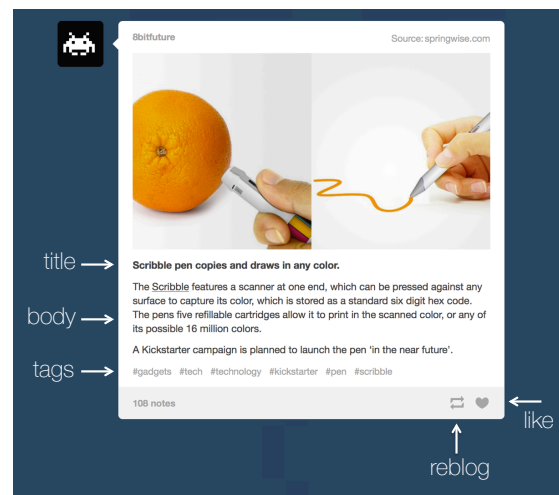 8bitfuture
Source: springwise.com
title
Scribble pen copies and draws in any color.
body
The Scribble features a scanner at one end, which can be pressed against any
surface to capture its color, which is stored as a standard six digit hex code.
The pens five refillable cartridges allow it to print in the scanned color, or any of
its possible 16 million colors.
A Kickstarter campaign is planned to launch the pen ‘in the near future’.
tags
#gadgets #tech #technology #kickstarter #pen #scribble
108 notes
like
reblog